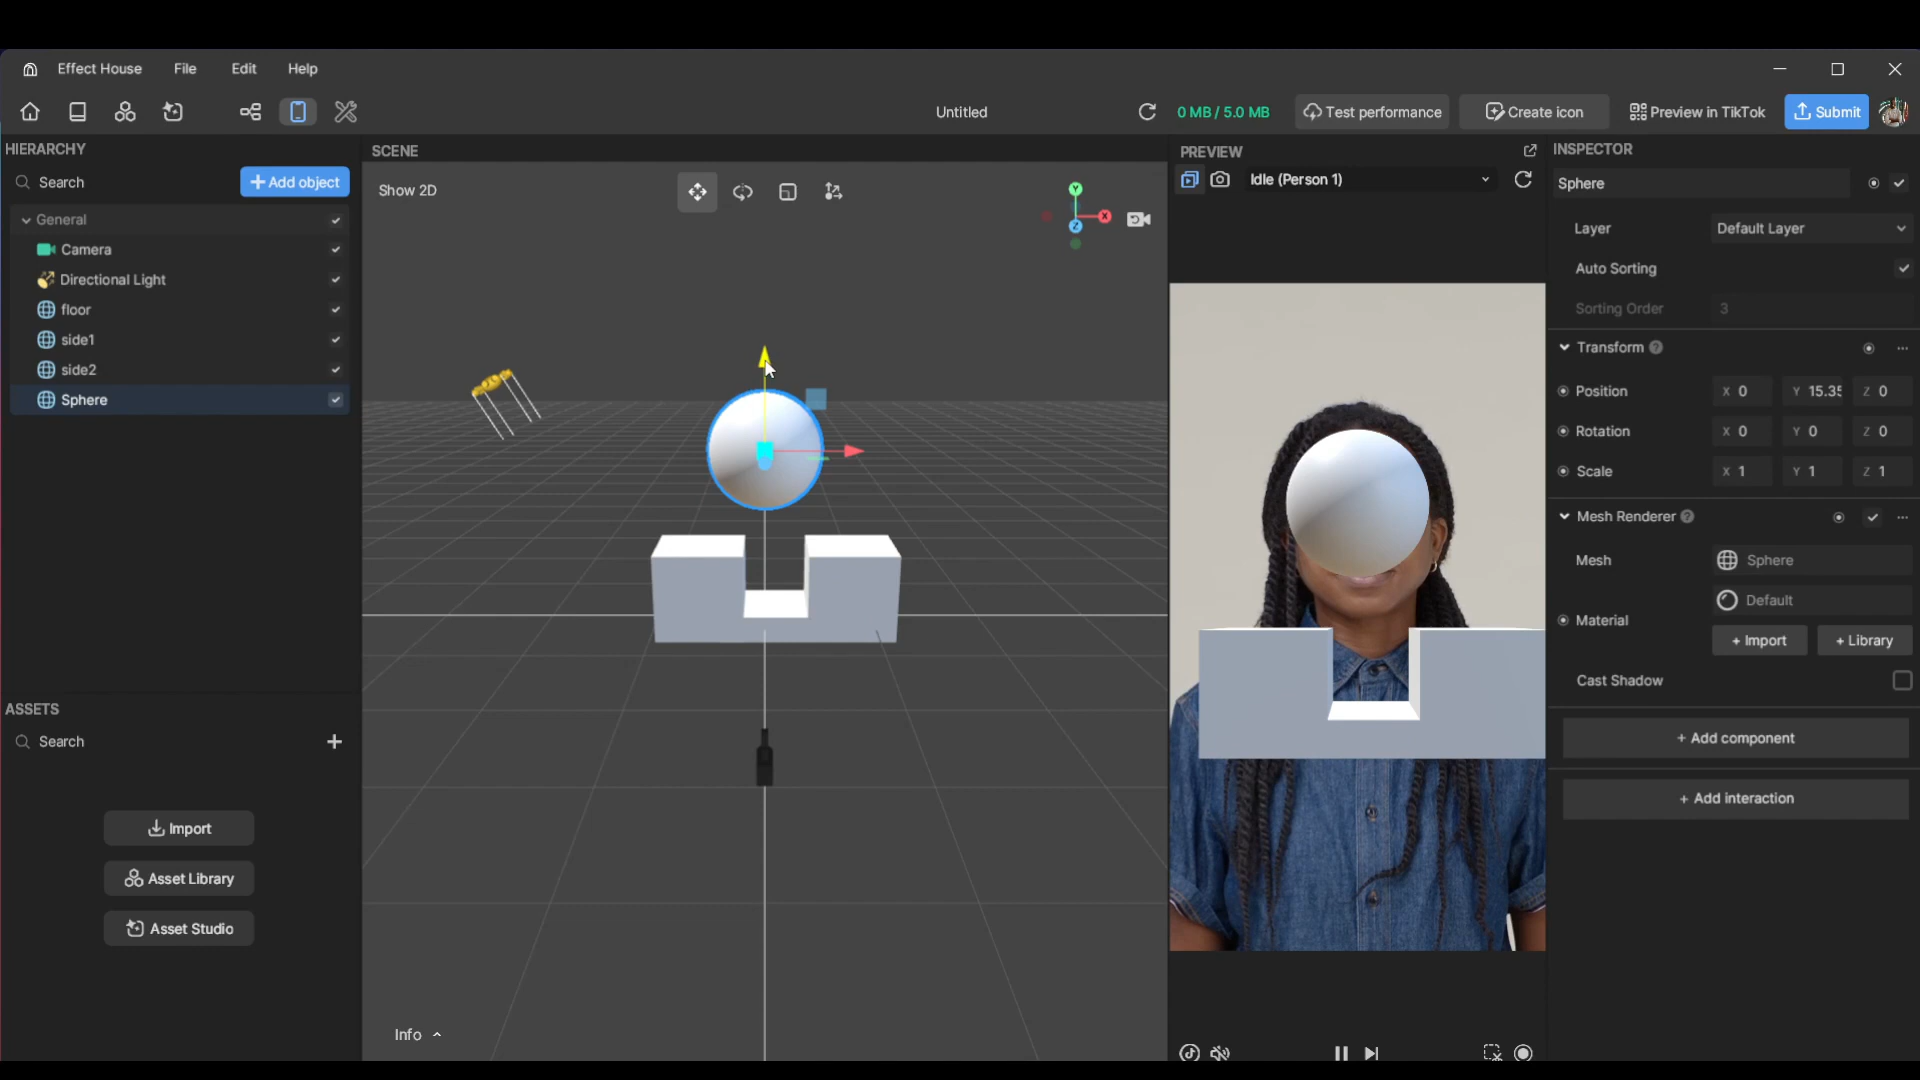 Effect House File Edit Help
Untitled 0 MB / 5.0 MB Test performance Create icon Preview in TikTok Submit
HIERARCHY
Search + Add object
General
Camera
Directional Light
floor
side1
side2
Sphere
ASSETS
Search +
Import
Asset Library
Asset Studio
SCENE
Show 2D
Y
X
Z
Info
PREVIEW
Idle (Person 1)
INSPECTOR
Sphere
Layer Default Layer
Auto Sorting
Sorting Order 3
Transform ?
Position X 0 Y 15.35 Z 0
Rotation X 0 Y 0 Z 0
Scale X 1 Y 1 Z 1
Mesh Renderer ?
Mesh Sphere
Default
Material
+ Import + Library
Cast Shadow
+ Add component
+ Add interaction